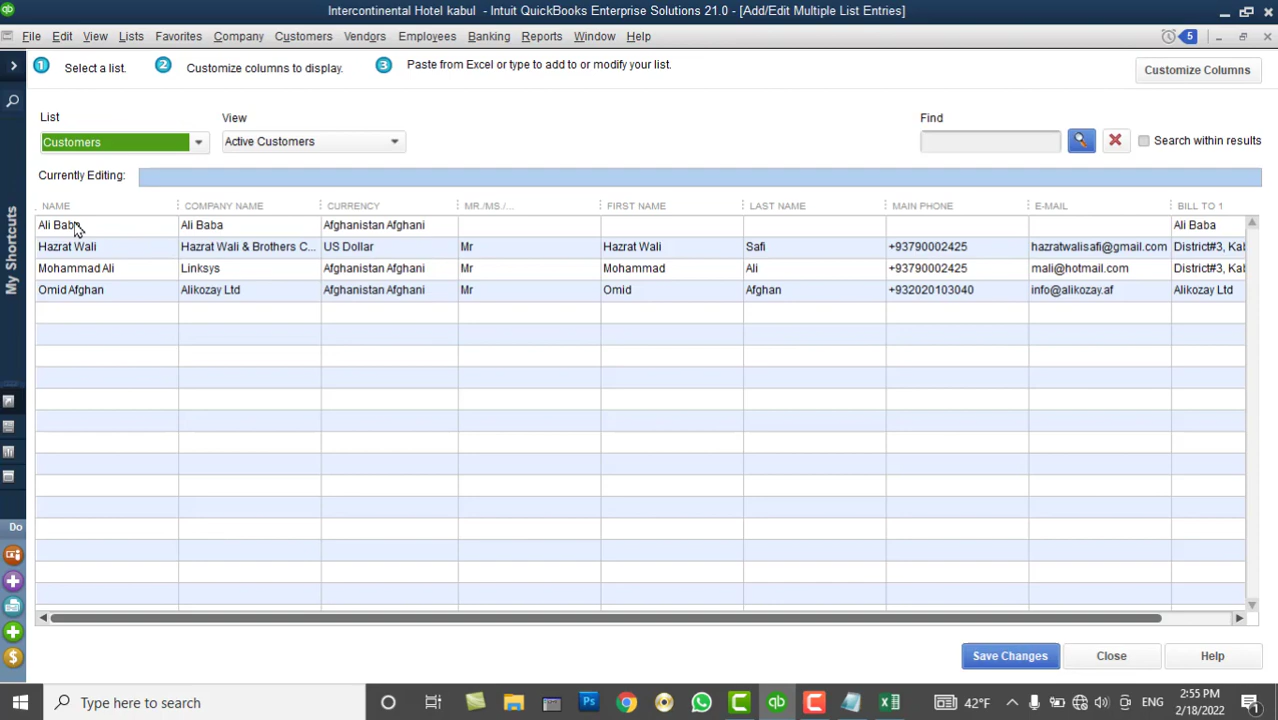 Intercontinental Hotel kabul - Intuit QuickBooks Enterprise Solutions 21.0 - [Add/Edit Multiple List Entries]
File Edit View Lists Favorites Company Customers Vendors Employees Banking Reports Window Help 5
1 Select a list. 2 Customize columns to display. 3 Paste from Excel or type to add to or modify your list. Customize Columns
List View Find
Customers Active Customers Search within results
Currently Editing:
NAME COMPANY NAME CURRENCY MR./MS./... FIRST NAME LAST NAME MAIN PHONE E-MAIL BILL TO 1
Ali Baba Ali Baba Afghanistan Afghani Ali Baba
Hazrat Wali Hazrat Wali & Brothers C... US Dollar Mr Hazrat Wali Safi +93790002425 hazratwalisafi@gmail.com District#3, Kab
Mohammad Ali Linksys Afghanistan Afghani Mr Mohammad Ali +93790002425 mali@hotmail.com District#3, Kab
Omid Afghan Alikozay Ltd Afghanistan Afghani Mr Omid Afghan +932020103040 info@alikozay.af Alikozay Ltd
My Shortcuts
Do
Save Changes Close Help
Type here to search 42°F ENG 2:55 PM
2/18/2022 1